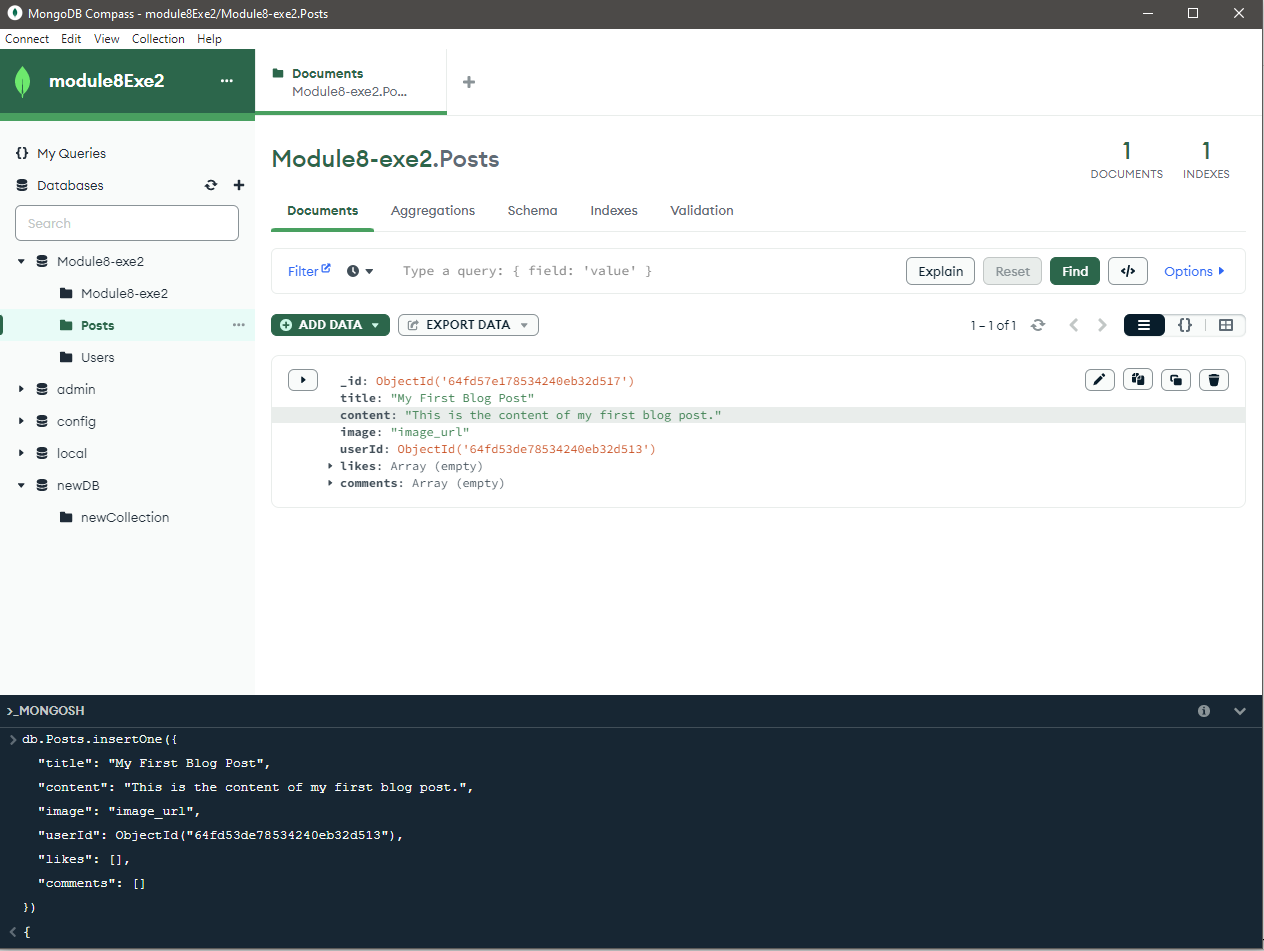 MongoDB Compass - module8Exe2/Module8-exe2.Posts
Connect Edit View Collection Help
module8Exe2 ...
Documents
Module8-exe2.Po...
{} My Queries
Databases
Search
Module8-exe2
Module8-exe2
Posts
Users
admin
config
local
newDB
newCollection
Module8-exe2.Posts
1 DOCUMENTS
1 INDEXES
Documents Aggregations Schema Indexes Validation
Filter Type a query: { field: 'value' } Explain Reset Find </> Options
ADD DATA EXPORT DATA 1 – 1 of 1 {}
_id: ObjectId('64fd57e178534240eb32d517')
title: "My First Blog Post"
content: "This is the content of my first blog post."
image: "image_url"
userId: ObjectId('64fd53de78534240eb32d513')
likes: Array (empty)
comments: Array (empty)
>_MONGOSH
> db.Posts.insertOne({
"title": "My First Blog Post",
"content": "This is the content of my first blog post.",
"image": "image_url",
"userId": ObjectId("64fd53de78534240eb32d513"),
"likes": [],
"comments": []
})
< {